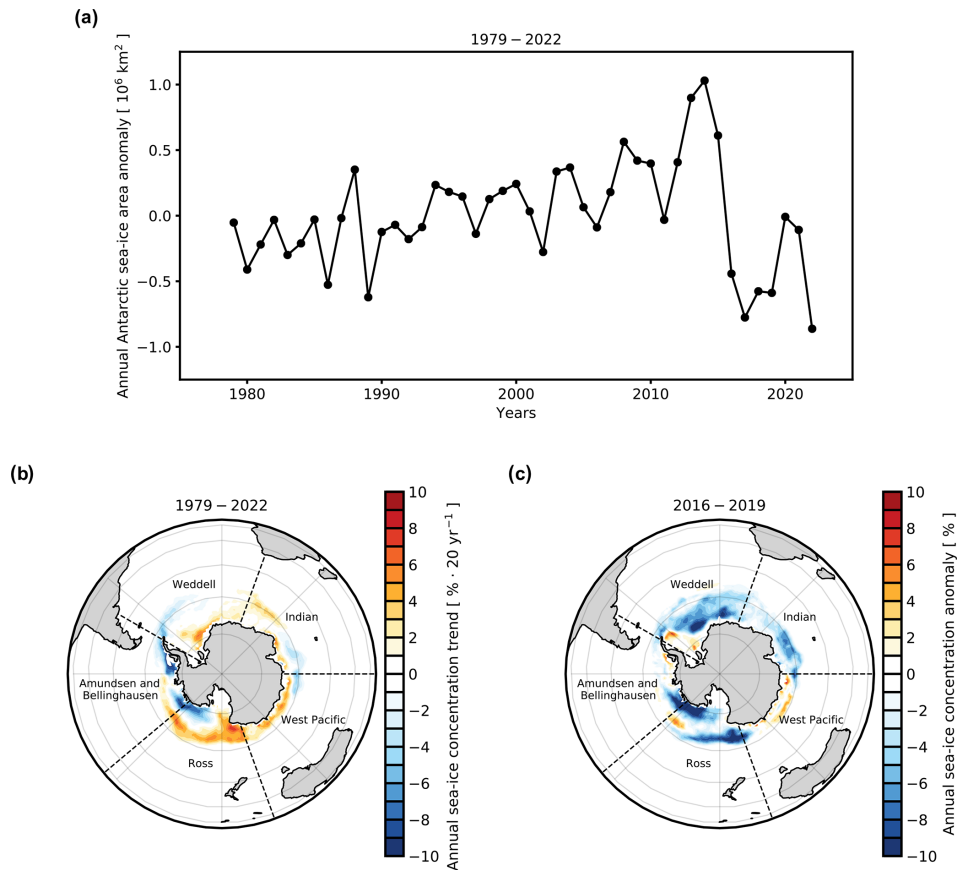 (a)
1979 – 2022
Annual Antarctic sea-ice area anomaly [ 10⁶ km² ]
1.0
0.5
0.0
−0.5
−1.0
1980 1990 2000 2010 2020
Years
(b)
1979 – 2022
Weddell
Indian
Amundsen and
Bellinghausen
West Pacific
Ross
10
8
6
4
2
0
−2
−4
−6
−8
−10
Annual sea-ice concentration trend [ % · 20 yr⁻¹ ]
(c)
2016 – 2019
Weddell
Indian
Amundsen and
Bellinghausen
West Pacific
Ross
10
8
6
4
2
0
−2
−4
−6
−8
−10
Annual sea-ice concentration anomaly [ % ]